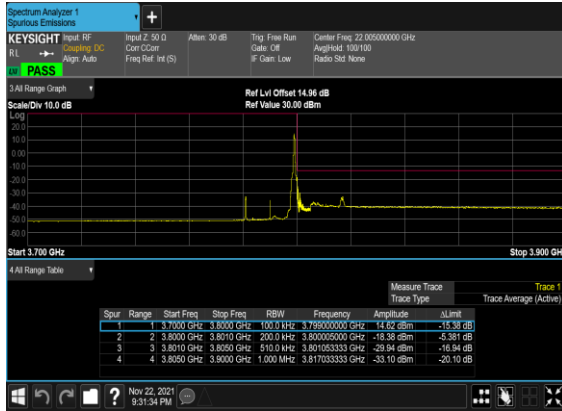 Spectrum Analyzer 1
Spurious Emissions
KEYSIGHT Input: RF Input Z: 50 Ω Atten: 30 dB Trig: Free Run Center Freq: 22.005000000 GHz
RL Coupling: DC Corr CCorr Gate: Off Avg|Hold: 100/100
Align: Auto Freq Ref: Int (S) IF Gain: Low Radio Std: None
PASS
3 All Range Graph
Ref Lvl Offset 14.96 dB
Scale/Div 10.0 dB Ref Value 30.00 dBm
Log
20.0
10.0
0.00
-10.0
-20.0
-30.0
-40.0
-50.0
-60.0
Start 3.700 GHz Stop 3.900 GH
4 All Range Table
Measure Trace Trace 1
Trace Type Trace Average (Active)
Spur Range Start Freq Stop Freq RBW Frequency Amplitude ΔLimit
1 1 3.7000 GHz 3.8000 GHz 100.0 kHz 3.799000000 GHz 14.62 dBm -15.38 dB
2 2 3.8000 GHz 3.8010 GHz 200.0 kHz 3.800005000 GHz -18.38 dBm -5.381 dB
3 3 3.8010 GHz 3.8050 GHz 510.0 kHz 3.801053333 GHz -29.94 dBm -16.94 dB
4 4 3.8050 GHz 3.9000 GHz 1.000 MHz 3.817033333 GHz -33.10 dBm -20.10 dB
? Nov 22, 2021
9:31:34 PM